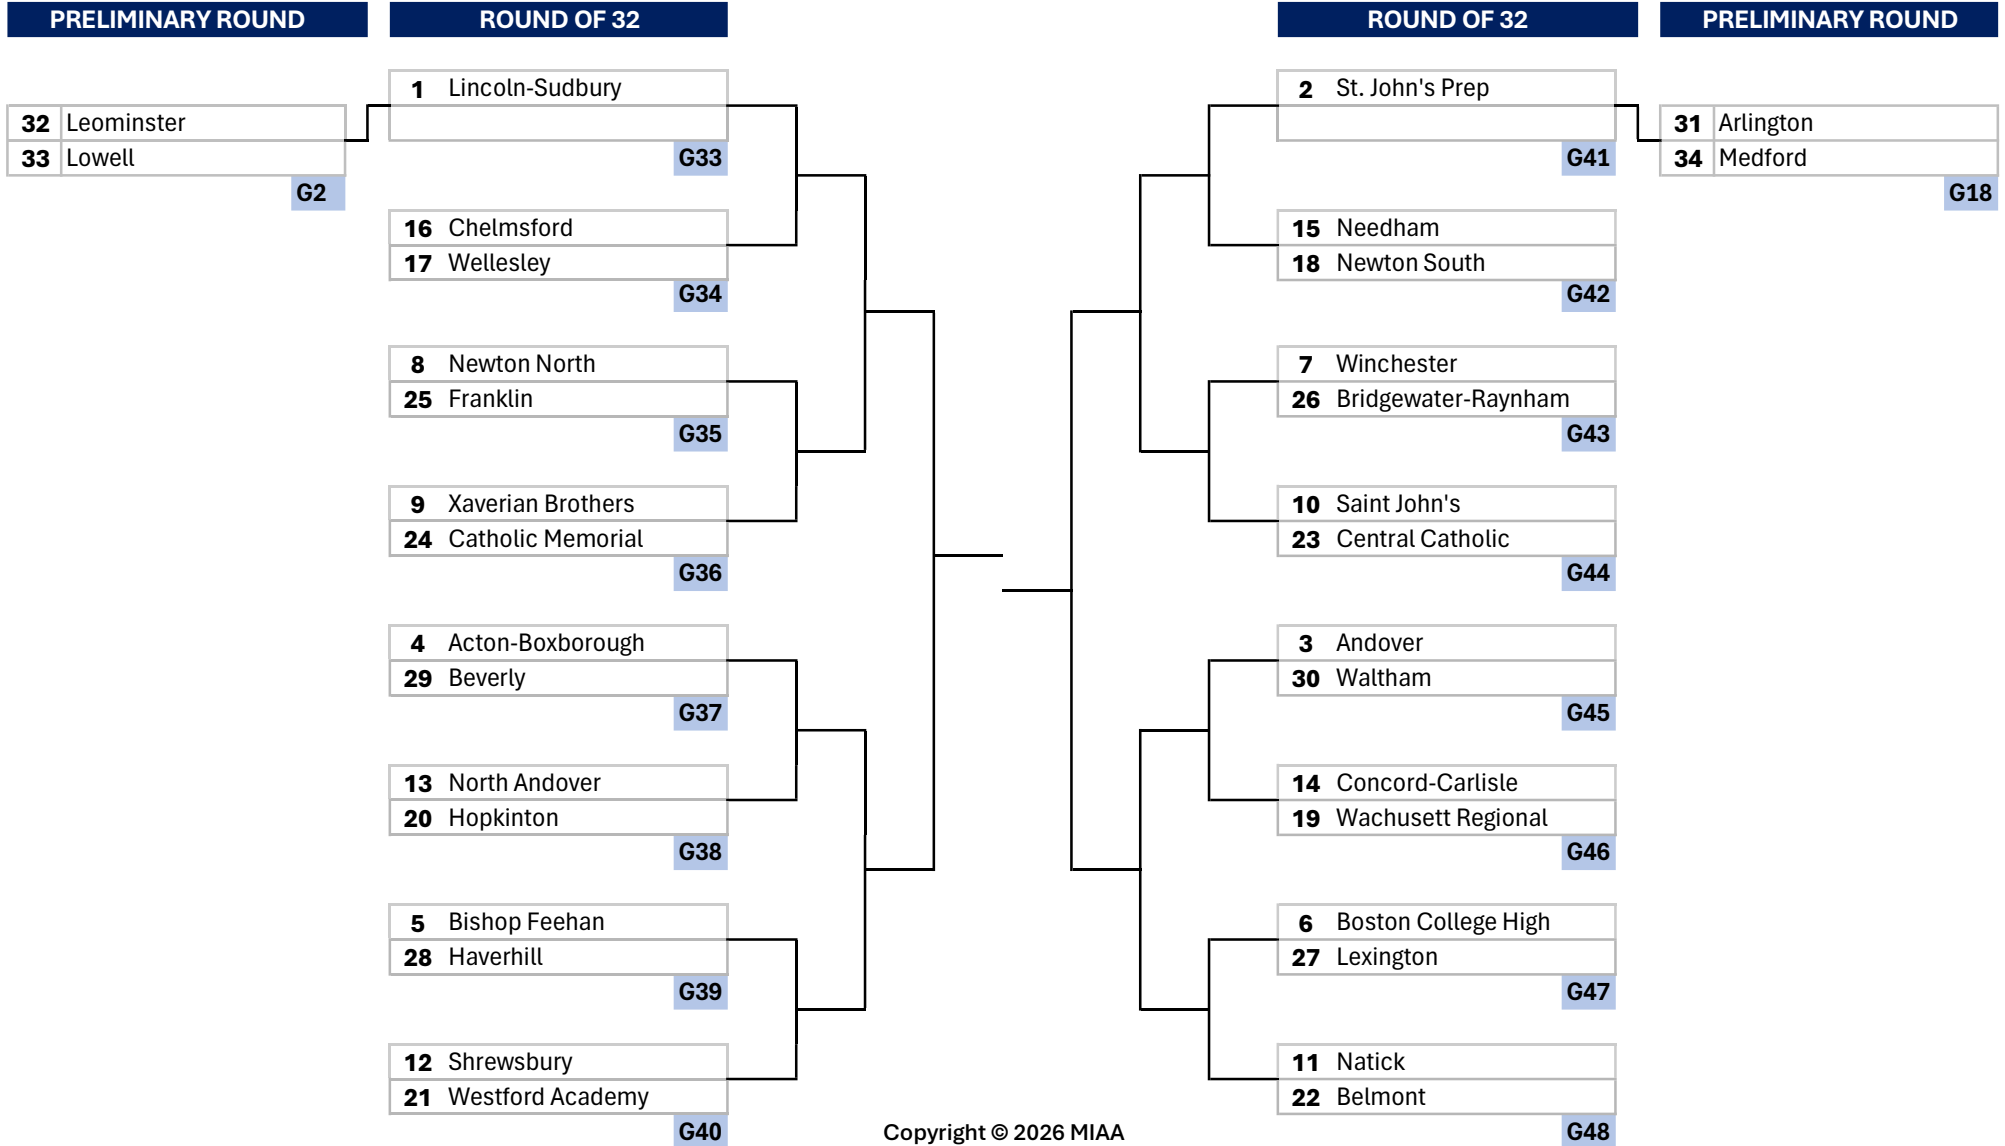 PRELIMINARY ROUND
ROUND OF 32
ROUND OF 32
PRELIMINARY ROUND
32 Leominster
33 Lowell
G2
1 Lincoln-Sudbury
G33
16 Chelmsford
17 Wellesley
G34
8 Newton North
25 Franklin
G35
9 Xaverian Brothers
24 Catholic Memorial
G36
4 Acton-Boxborough
29 Beverly
G37
13 North Andover
20 Hopkinton
G38
5 Bishop Feehan
28 Haverhill
G39
12 Shrewsbury
21 Westford Academy
G40
2 St. John's Prep
G41
15 Needham
18 Newton South
G42
7 Winchester
26 Bridgewater-Raynham
G43
10 Saint John's
23 Central Catholic
G44
3 Andover
30 Waltham
G45
14 Concord-Carlisle
19 Wachusett Regional
G46
6 Boston College High
27 Lexington
G47
11 Natick
22 Belmont
G48
31 Arlington
34 Medford
G18
Copyright © 2026 MIAA